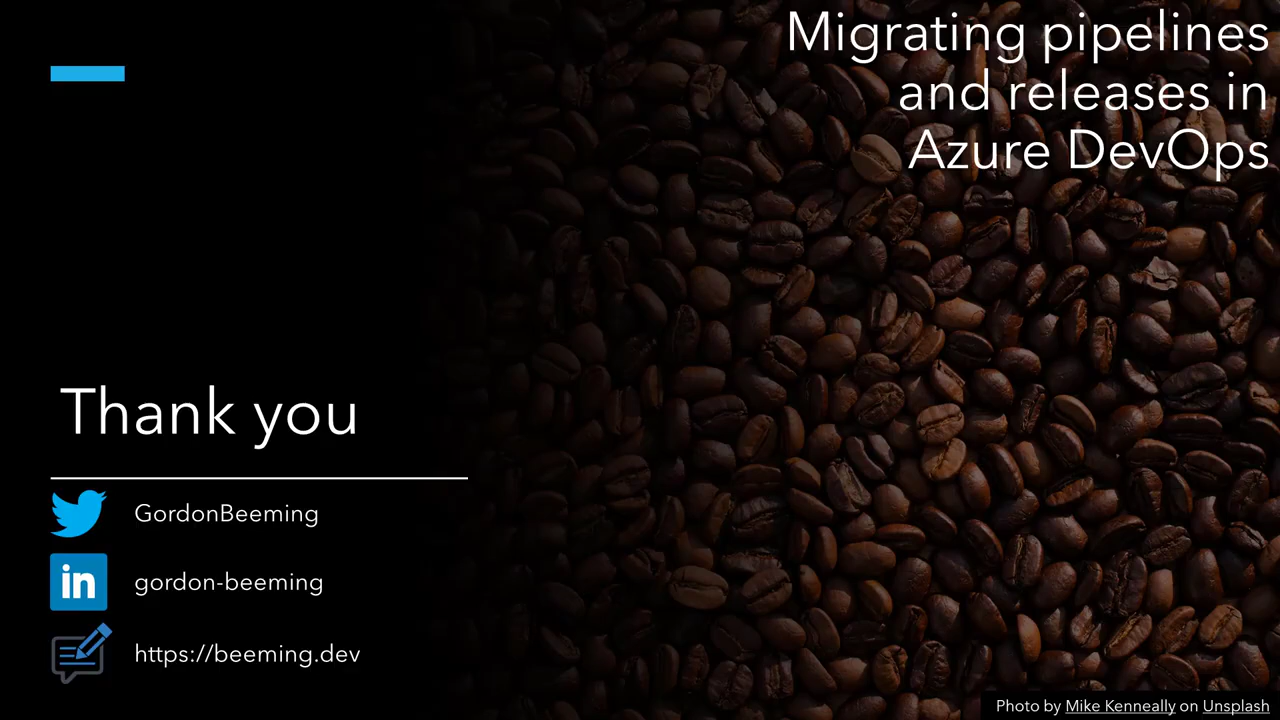 Migrating pipelines
and releases in
Azure DevOps
Thank you
GordonBeeming
in
gordon-beeming
https://beeming.dev
Photo by Mike Kenneally on Unsplash